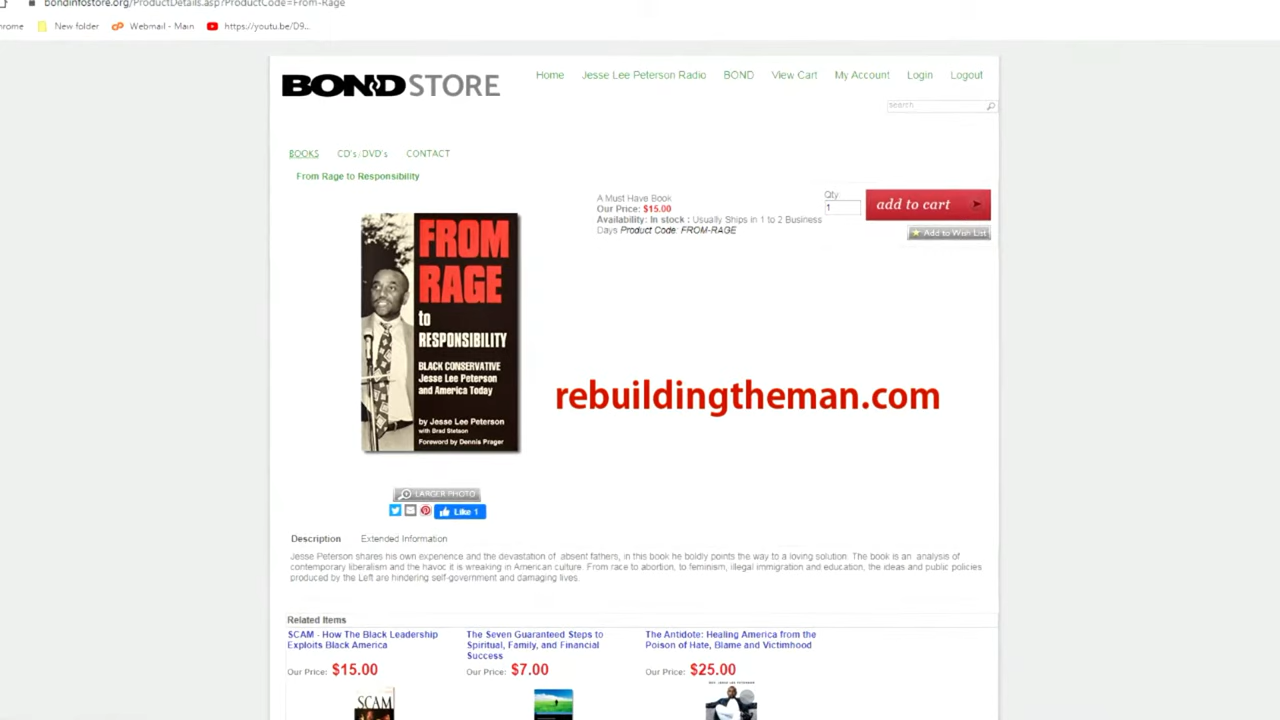 bondinfostore.org/ProductDetails.asp?ProductCode=From-Rage
hrome New folder Webmail - Main https://youtu.be/D9...
BOND STORE
Home Jesse Lee Peterson Radio BOND View Cart My Account Login Logout
search
BOOKS CD's/DVD's CONTACT
From Rage to Responsibility
A Must Have Book
Our Price: $15.00
Availability: In stock : Usually Ships in 1 to 2 Business
Days Product Code: FROM-RAGE
Qty:
1
add to cart
Add to Wish List
FROM
RAGE
to
RESPONSIBILITY
BLACK CONSERVATIVE
Jesse Lee Peterson
and America Today
by Jesse Lee Peterson
with Brad Stetson
Foreword by Dennis Prager
rebuildingtheman.com
LARGER PHOTO
Like 1
Description Extended Information
Jesse Peterson shares his own experience and the devastation of absent fathers, in this book he boldly points the way to a loving solution. The book is an analysis of
contemporary liberalism and the havoc it is wreaking in American culture. From race to abortion, to feminism, illegal immigration and education, the ideas and public policies
produced by the Left are hindering self-government and damaging lives.
Related Items
SCAM - How The Black Leadership
Exploits Black America
Our Price: $15.00
The Seven Guaranteed Steps to
Spiritual, Family, and Financial
Success
Our Price: $7.00
The Antidote: Healing America from the
Poison of Hate, Blame and Victimhood
Our Price: $25.00
SCAM
REV. JESSE LEE PETERSON